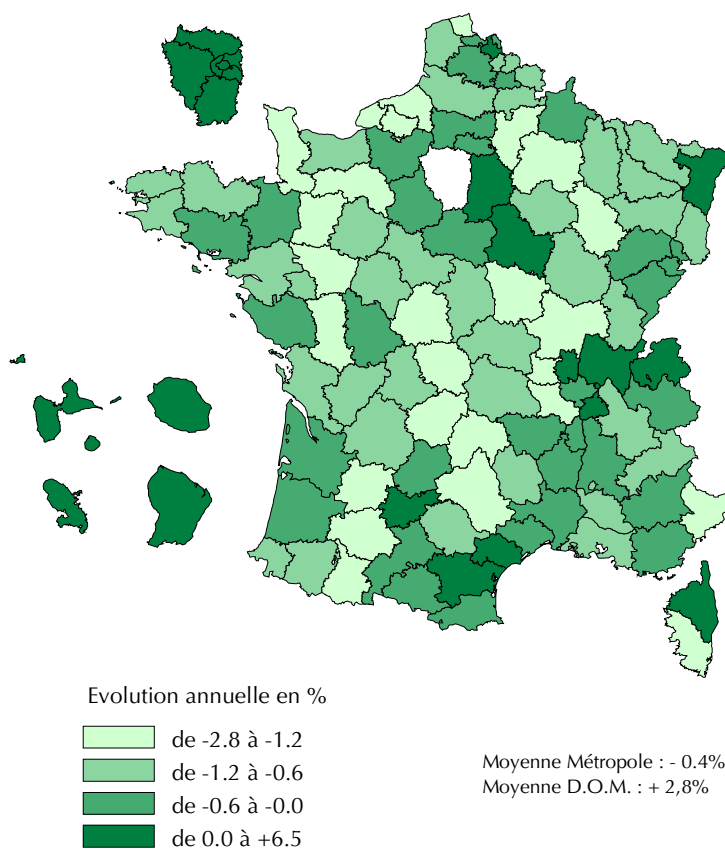 Evolution annuelle en %
de -2.8 à -1.2
de -1.2 à -0.6
de -0.6 à -0.0
de 0.0 à +6.5
Moyenne Métropole : - 0.4%
Moyenne D.O.M. : + 2,8%